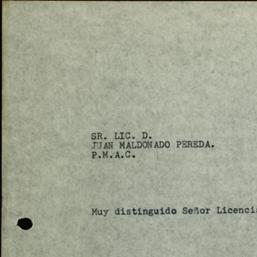 SR. LIC. D.
JUAN MALDONADO PEREDA.
P.M.A.C.
Muy distinguido Señor Licenci